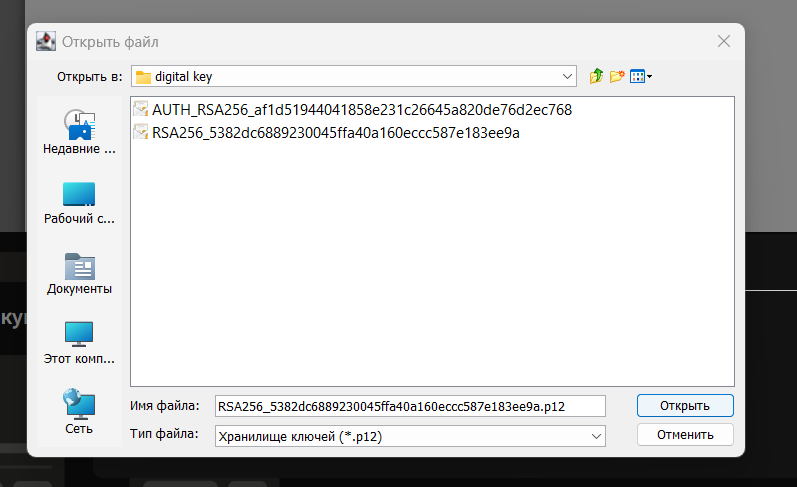 Открыть файл
Открыть в:
digital key
AUTH_RSA256_af1d51944041858e231c26645a820de76d2ec768
RSA256_5382dc6889230045ffa40a160eccc587e183ee9a
Недавние ...
Рабочий с...
Документы
Этот комп...
Сеть
Имя файла:
RSA256_5382dc6889230045ffa40a160eccc587e183ee9a.p12
Открыть
Тип файла:
Хранилище ключей (*.p12)
Отменить